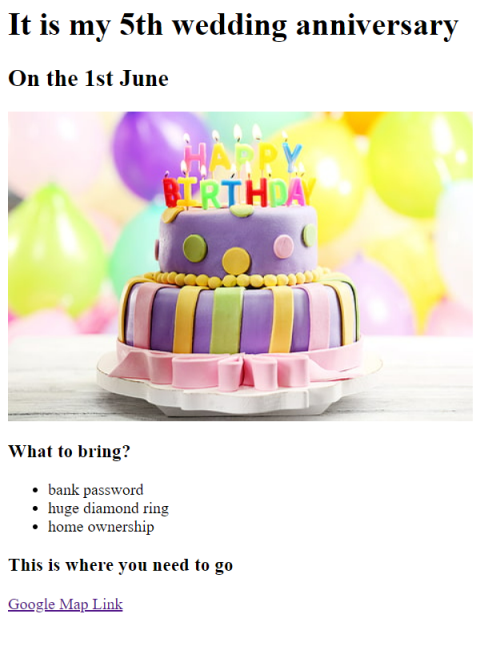 It is my 5th wedding anniversary
On the 1st June
HAPPY
BIRTHDAY
What to bring?
bank password
huge diamond ring
home ownership
This is where you need to go
Google Map Link